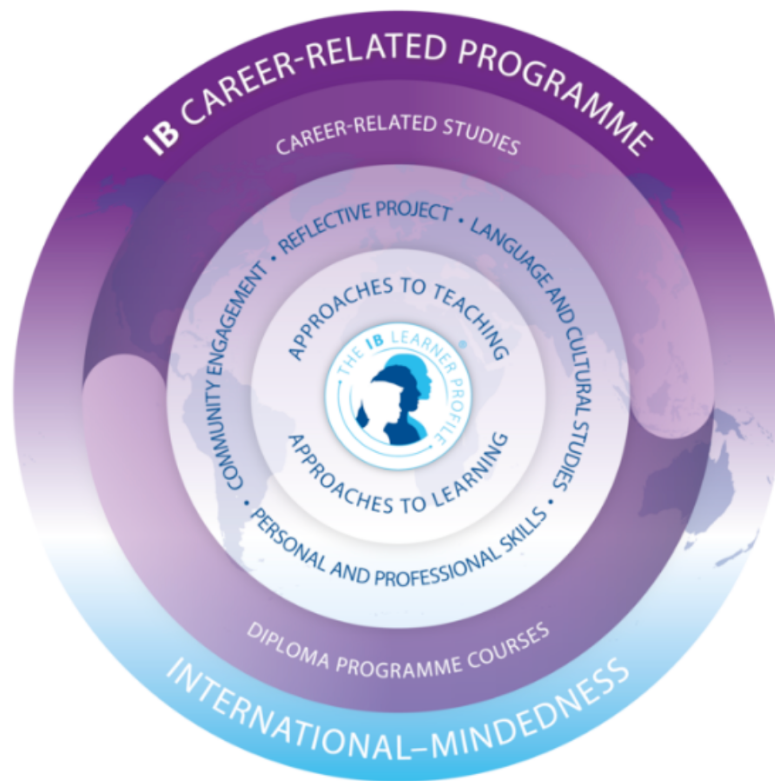 IB CAREER-RELATED PROGRAMME
CAREER-RELATED STUDIES
COMMUNITY ENGAGEMENT • REFLECTIVE PROJECT • LANGUAGE AND CULTURAL STUDIES • PERSONAL AND PROFESSIONAL SKILLS •
APPROACHES TO TEACHING
THE IB LEARNER PROFILE
APPROACHES TO LEARNING
DIPLOMA PROGRAMME COURSES
INTERNATIONAL–MINDEDNESS